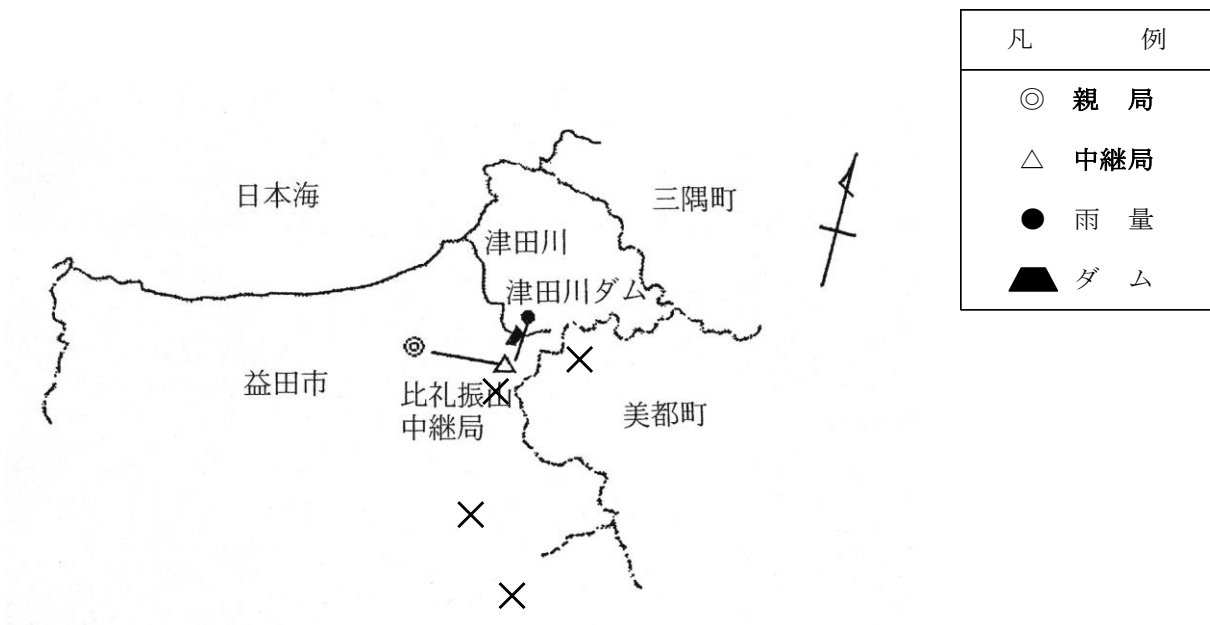 凡 例
◎ 親 局
△ 中継局
● 雨 量
ダ ム
日本海
三隅町
津田川
津田川ダム
益田市
比礼振山
中継局
美都町